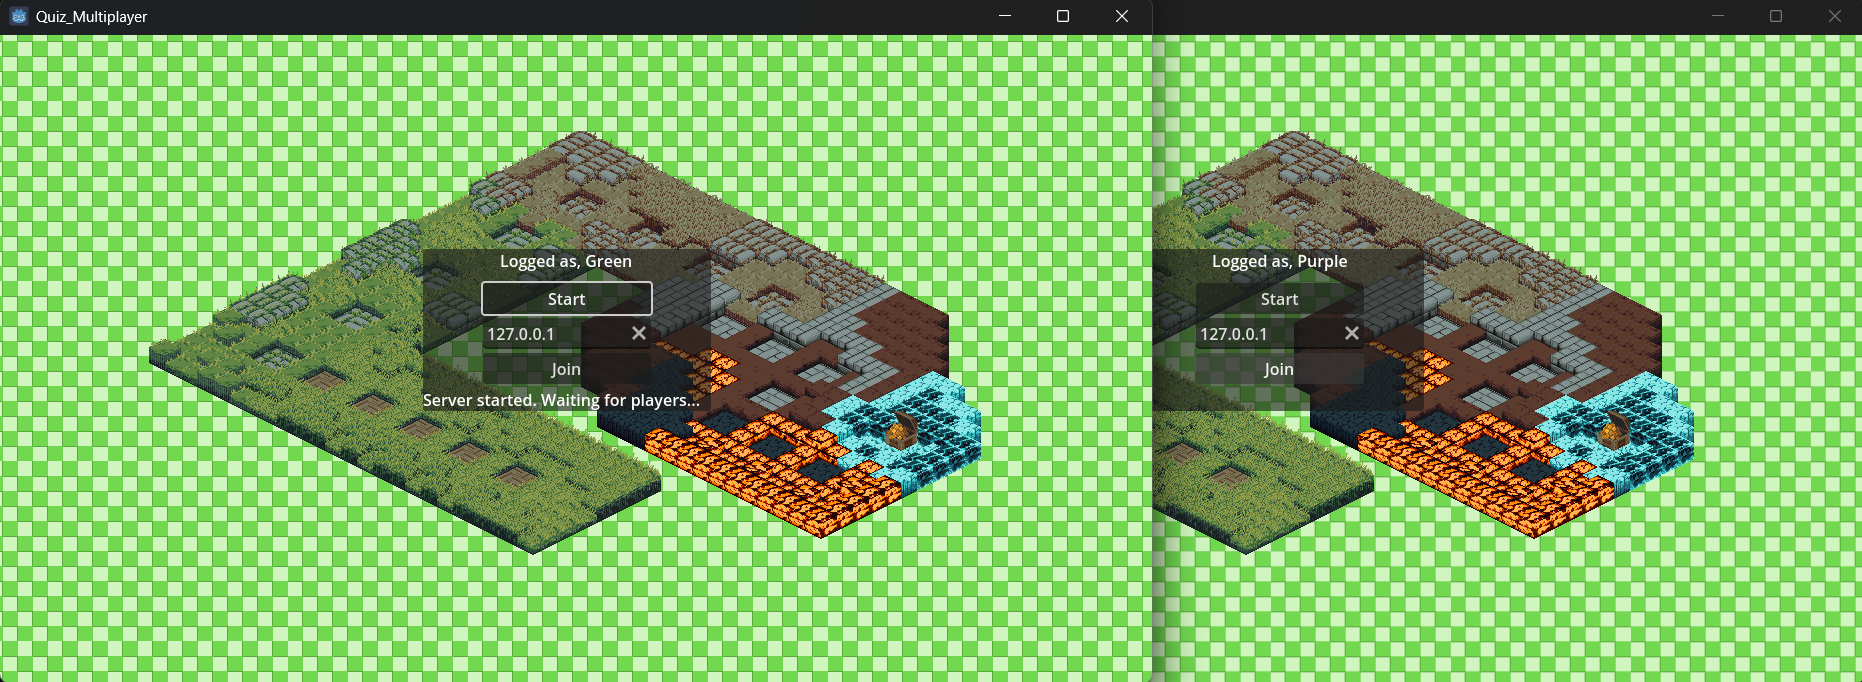 Quiz_Multiplayer
Logged as, Green
Start
127.0.0.1
Join
Server started. Waiting for players...
Logged as, Purple
Start
127.0.0.1
Join